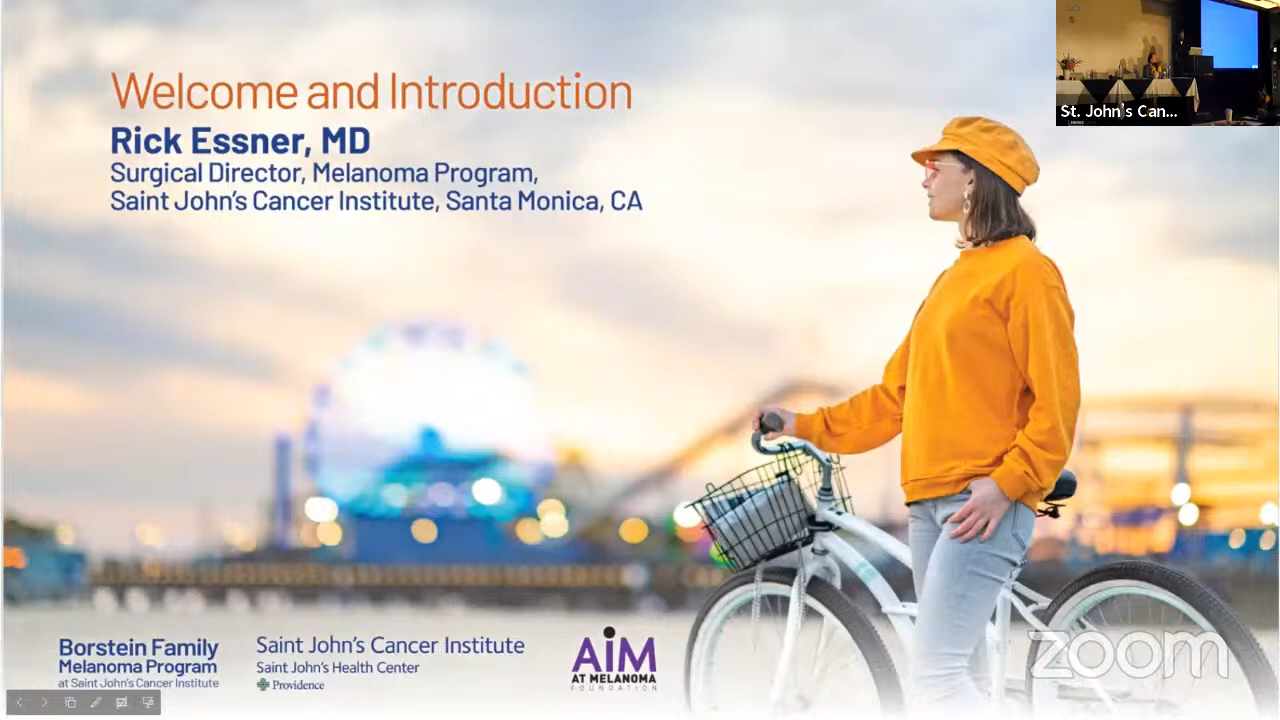 Welcome and Introduction
Rick Essner, MD
Surgical Director, Melanoma Program,
Saint John's Cancer Institute, Santa Monica, CA
St. John's Can...
Borstein Family
Melanoma Program
at Saint John's Cancer Institute
Saint John's Cancer Institute
Saint John's Health Center
Providence
AiM
AT MELANOMA
FOUNDATION
zoom